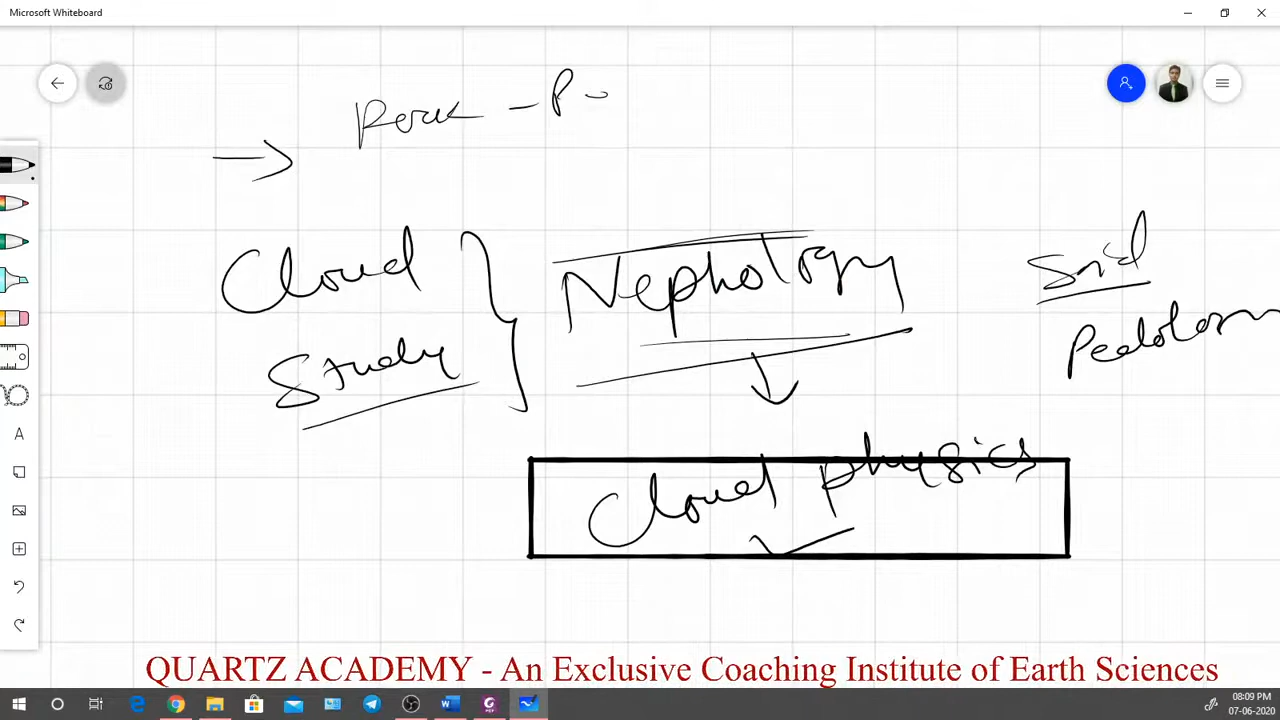 Microsoft Whiteboard
Rock - P -
→
Cloud
Study
Nephology
Soil
Pedology
Cloud physics
QUARTZ ACADEMY - An Exclusive Coaching Institute of Earth Sciences
08:09 PM
07-06-2020